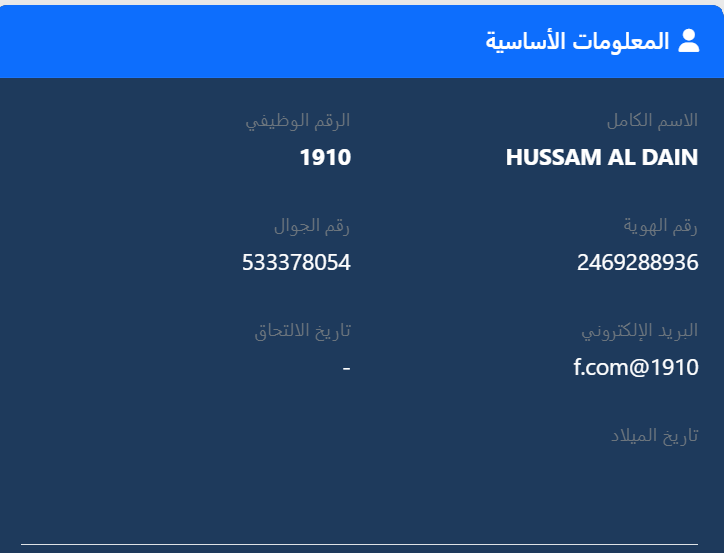 المعلومات الأساسية
الاسم الكامل
HUSSAM AL DAIN
الرقم الوظيفي
1910
رقم الهوية
2469288936
رقم الجوال
533378054
البريد الإلكتروني
f.com@1910
تاريخ الالتحاق
-
تاريخ الميلاد